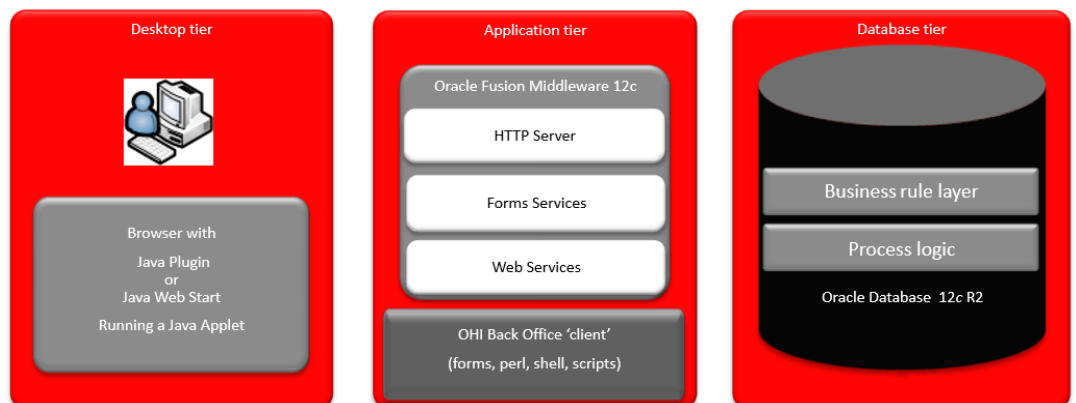 Desktop tier
Browser with
Java Plugin
or
Java Web Start
Running a Java Applet
Application tier
Oracle Fusion Middleware 12c
HTTP Server
Forms Services
Web Services
OHI Back Office ‘client’
(forms, perl, shell, scripts)
Database tier
Business rule layer
Process logic
Oracle Database 12c R2